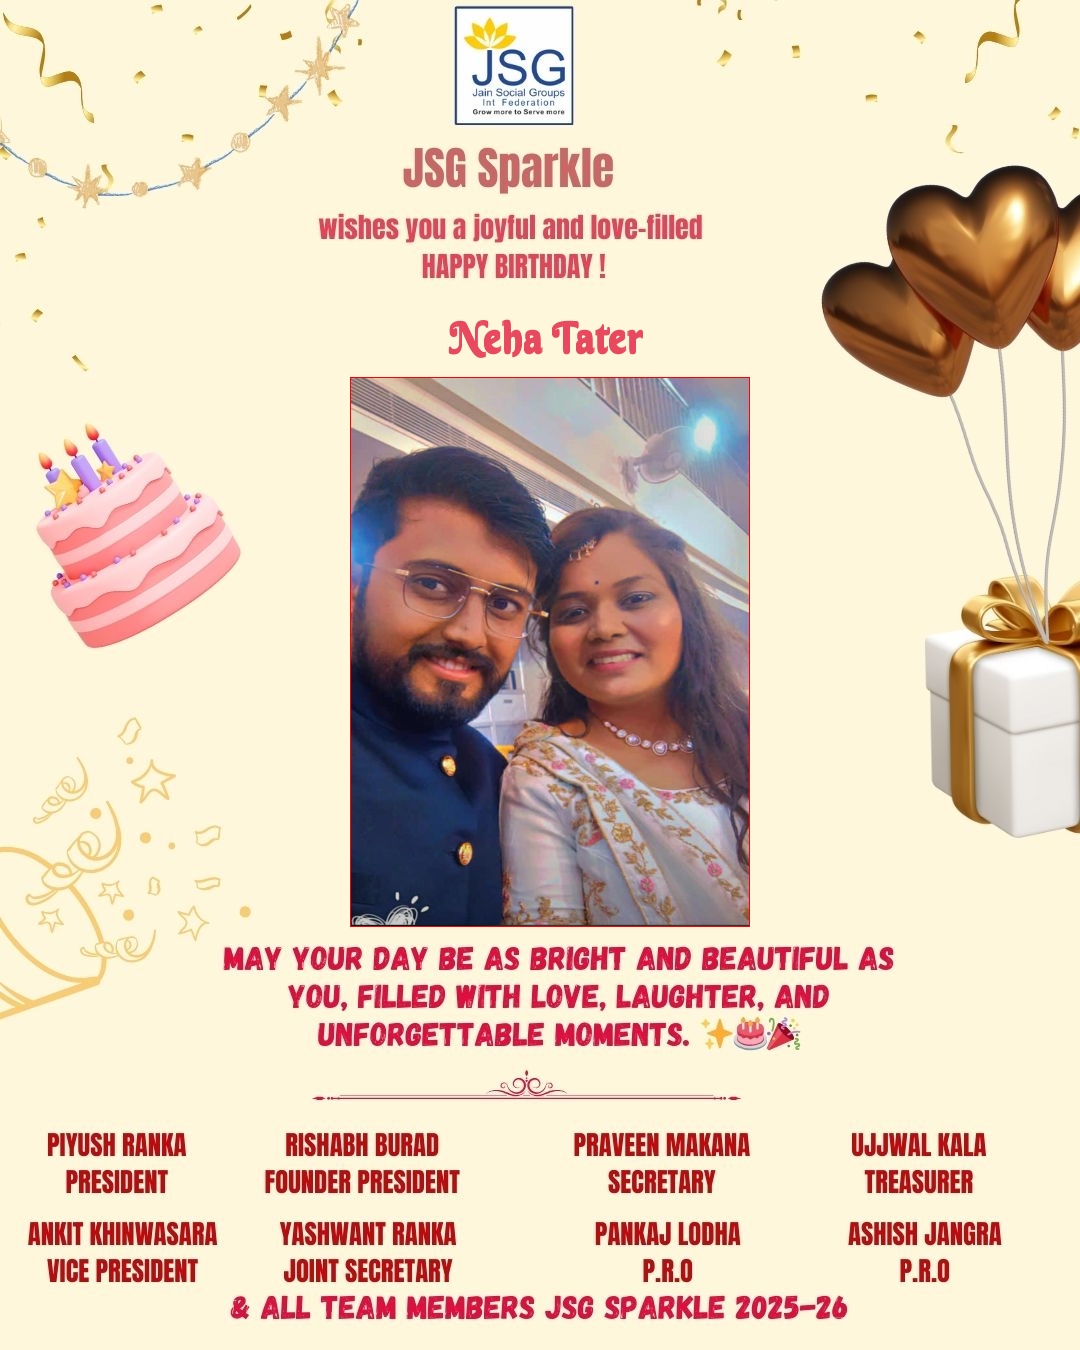 JSG
Jain Social Groups
Int Federation
Grow more to Serve more
JSG Sparkle
wishes you a joyful and love-filled
HAPPY BIRTHDAY !
Neha Tater
MAY YOUR DAY BE AS BRIGHT AND BEAUTIFUL AS
YOU, FILLED WITH LOVE, LAUGHTER, AND
UNFORGETTABLE MOMENTS. ✨🎂🎉
PIYUSH RANKA
PRESIDENT
RISHABH BURAD
FOUNDER PRESIDENT
PRAVEEN MAKANA
SECRETARY
UJJWAL KALA
TREASURER
ANKIT KHINWASARA
VICE PRESIDENT
YASHWANT RANKA
JOINT SECRETARY
PANKAJ LODHA
P.R.O
ASHISH JANGRA
P.R.O
& ALL TEAM MEMBERS JSG SPARKLE 2025-26